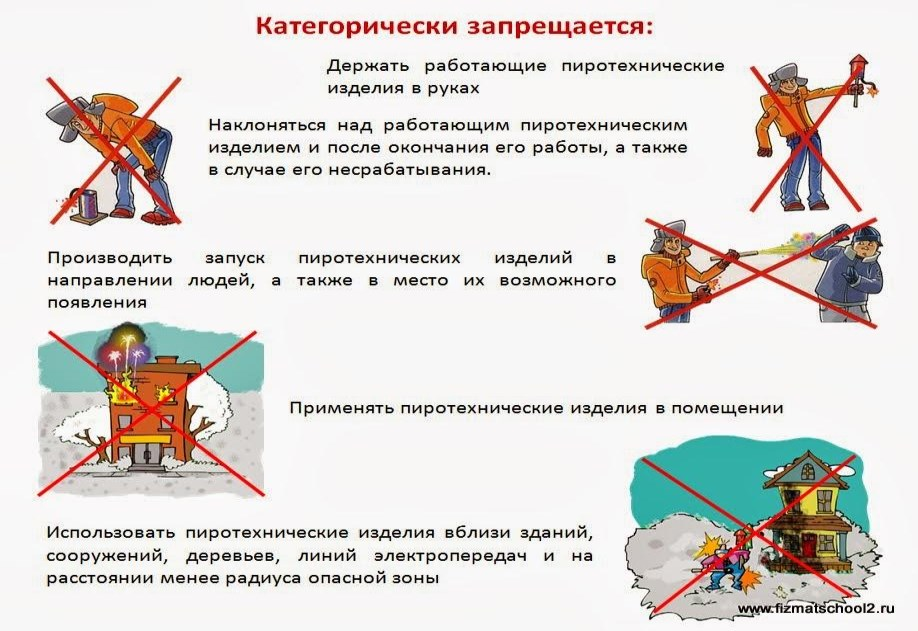 Категорически запрещается:
Держать работающие пиротехнические
изделия в руках
Наклоняться над работающим пиротехническим
изделием и после окончания его работы, а также
в случае его несрабатывания.
Производить запуск пиротехнических изделий в
направлении людей, а также в место их возможного
появления
Применять пиротехнические изделия в помещении
Использовать пиротехнические изделия вблизи зданий,
сооружений, деревьев, линий электропередач и на
расстоянии менее радиуса опасной зоны
www.fizmatschool2.ru